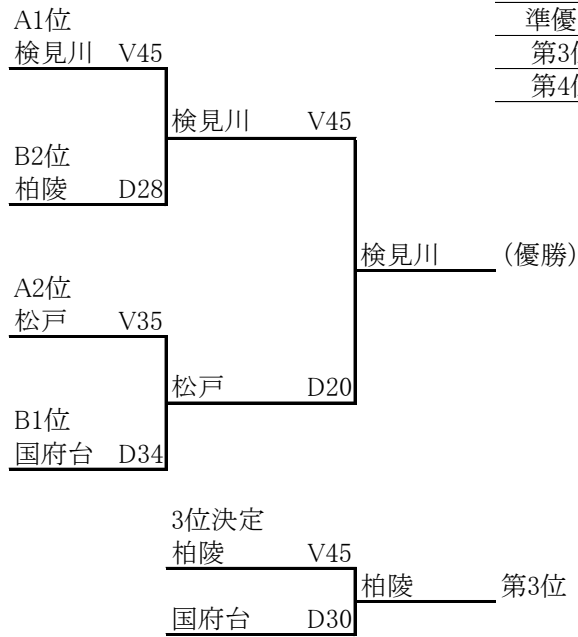 A1位
検見川 V45
検見川 V45
B2位
柏陵 D28
検見川 (優勝)
A2位
松戸 V35
松戸 D20
B1位
国府台 D34
3位決定
柏陵 V45
柏陵 第3位
国府台 D30
準優
第3
第4